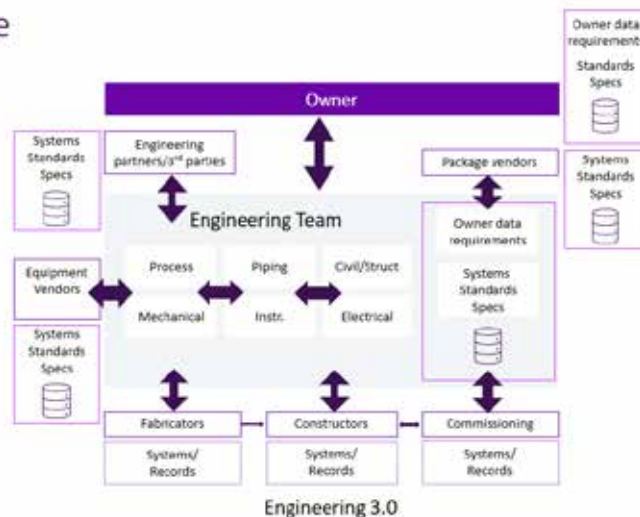 e
Owner data
requirements
Standards
Specs
Owner
Systems
Standards
Specs
Engineering
partners/3rd parties
Package vendors
Systems
Standards
Specs
Engineering Team
Owner data
requirements
Process
Piping
Civil/Struct
Equipment
Vendors
Systems
Standards
Specs
Mechanical
Instr.
Electrical
Systems
Standards
Specs
Fabricators
Constructors
Commissioning
Systems/
Records
Systems/
Records
Systems/
Records
Engineering 3.0